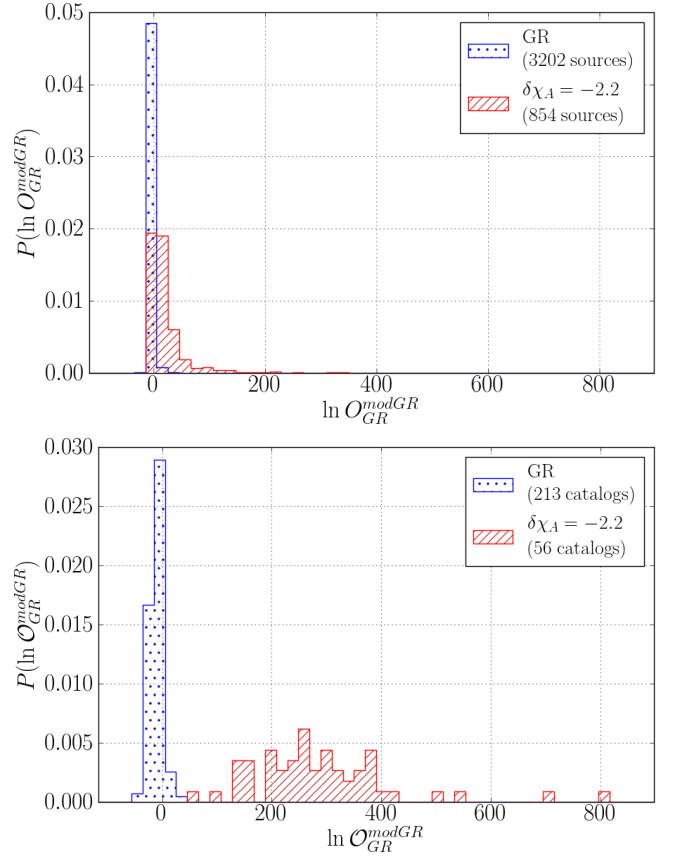 0.05
0.04
0.03
0.02
0.01
0.00
P(ln O_{GR}^{modGR})
GR
(3202 sources)
δχ_A = −2.2
(854 sources)
0 200 400 600 800
ln O_{GR}^{modGR}
0.030
0.025
0.020
0.015
0.010
0.005
0.000
P(ln 𝒪_{GR}^{modGR})
GR
(213 catalogs)
δχ_A = −2.2
(56 catalogs)
0 200 400 600 800
ln 𝒪_{GR}^{modGR}